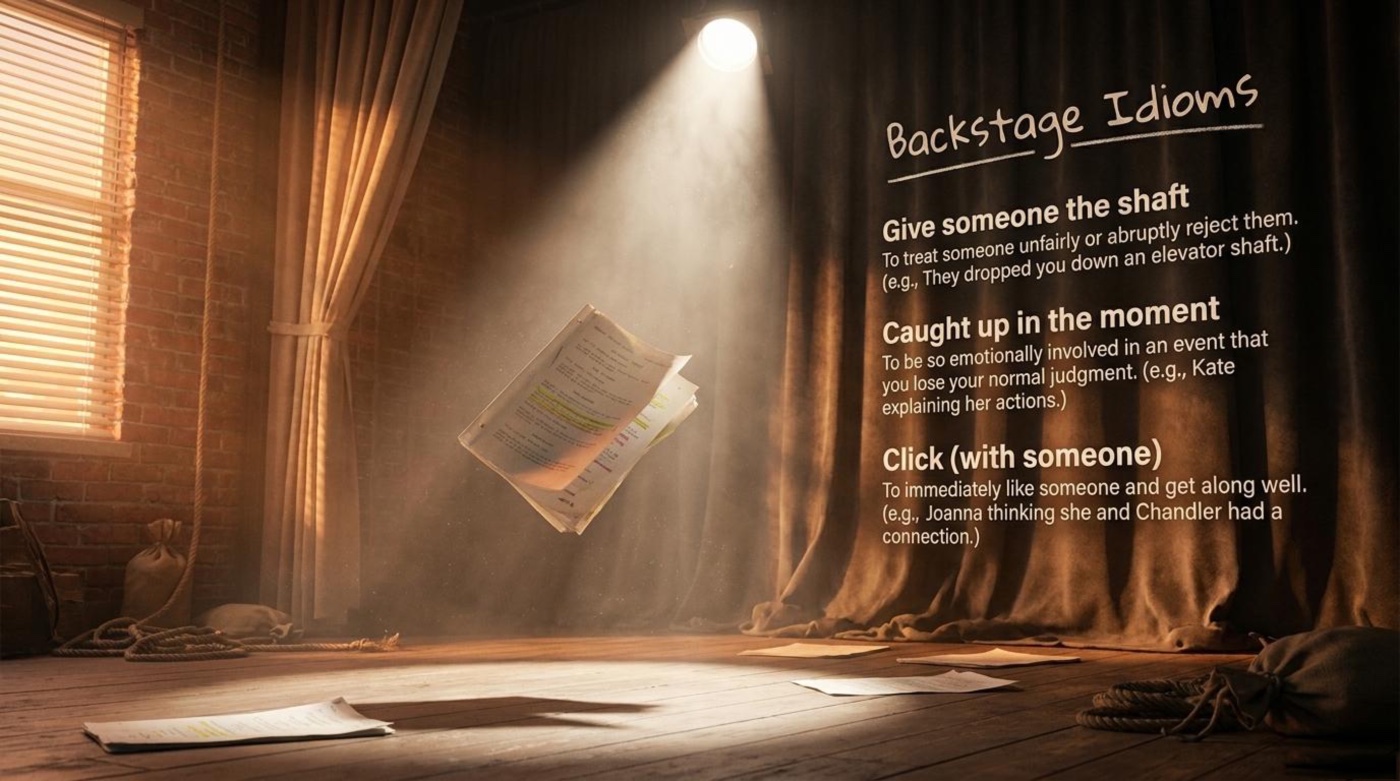 Backstage Idioms
Give someone the shaft
To treat someone unfairly or abruptly reject them.
(e.g., They dropped you down an elevator shaft.)
Caught up in the moment
To be so emotionally involved in an event that
you lose your normal judgment. (e.g., Kate
explaining her actions.)
Click (with someone)
To immediately like someone and get along well.
(e.g., Joanna thinking she and Chandler had a
connection.)